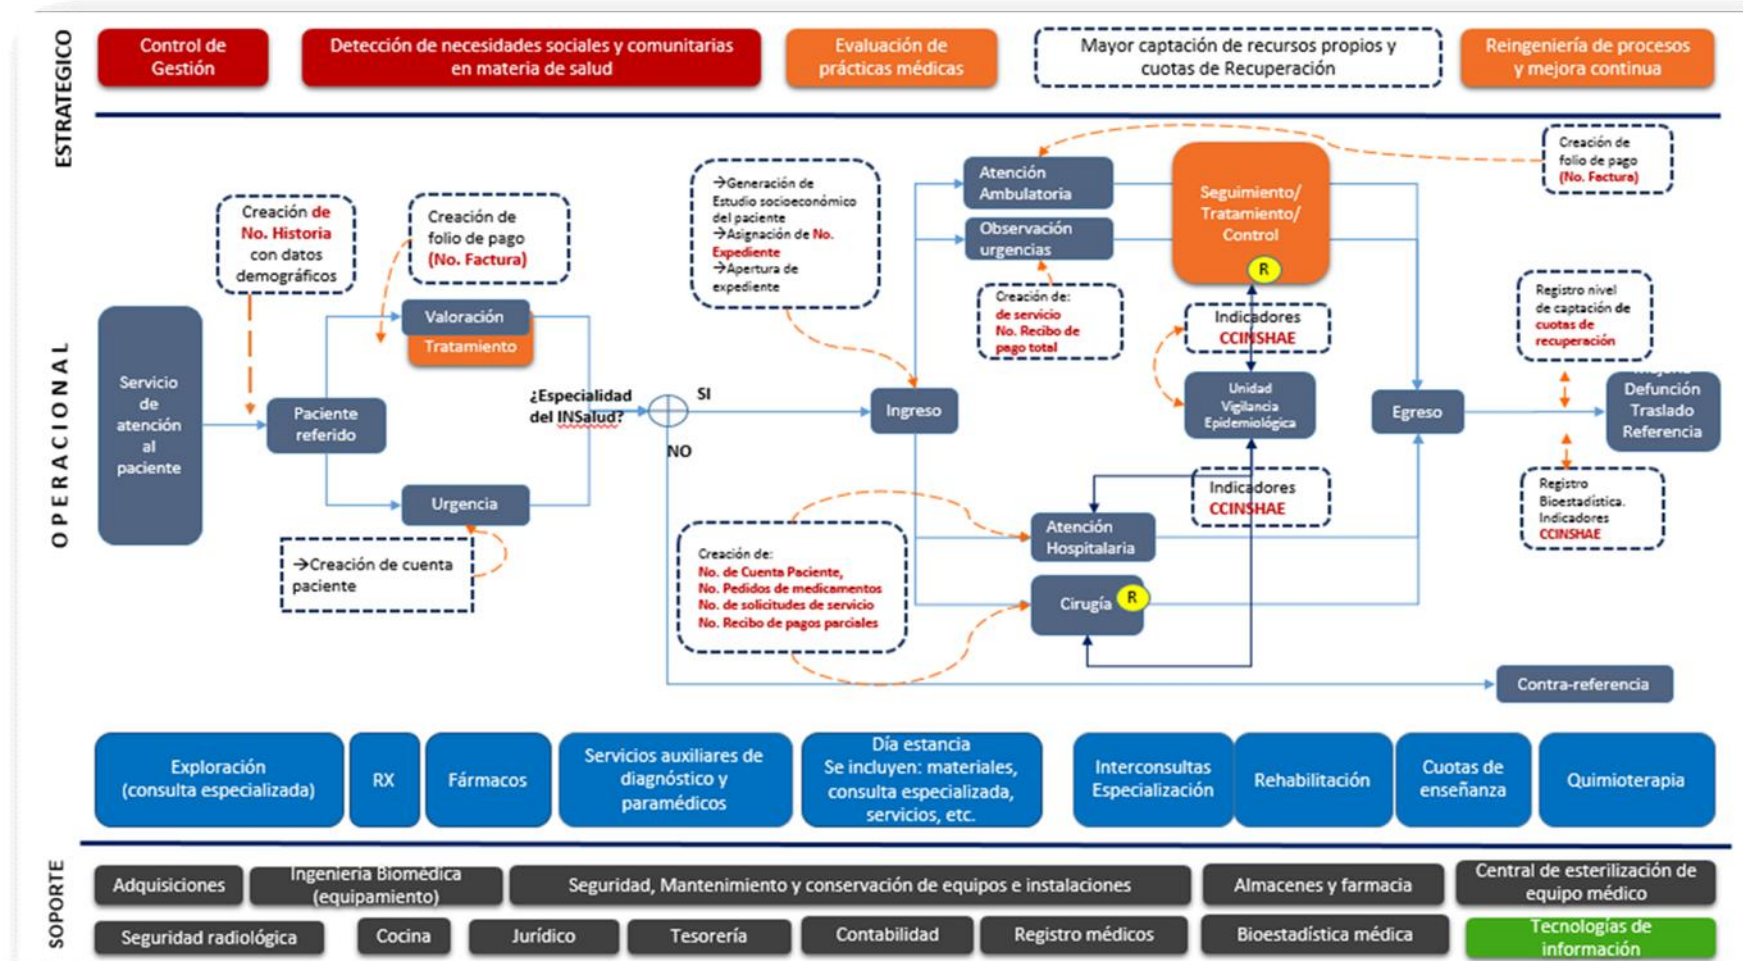 ESTRATEGICO
Control de
Gestión
Detección de necesidades sociales y comunitarias
en materia de salud
Evaluación de
prácticas médicas
Mayor captación de recursos propios y
cuotas de Recuperación
Reingeniería de procesos
y mejora continua
OPERACIONAL
Servicio
de
atención
al
paciente
Creación de
No. Historia
con datos
demográficos
Paciente
referido
Creación de
folio de pago
(No. Factura)
Valoración
Tratamiento
Urgencia
→Creación de cuenta
paciente
¿Especialidad
del INSalud?
SI
NO
→Generación de
Estudio socioeconómico
del paciente
→Asignación de No.
Expediente
→Apertura de
expediente
Ingreso
Atención
Ambulatoria
Observación
urgencias
Creación de:
de servicio
No. Recibo de
pago total
Seguimiento/
Tratamiento/
Control
R
Indicadores
CCINSHAE
Unidad
Vigilancia
Epidemiológica
Indicadores
CCINSHAE
Creación de:
No. de Cuenta Paciente,
No. Pedidos de medicamentos
No. de solicitudes de servicio
No. Recibo de pagos parciales
Atención
Hospitalaria
Cirugía
R
Creación de
folio de pago
(No. Factura)
Egreso
Registro nivel
de captación de
cuotas de
recuperación
Defunción
Traslado
Referencia
Registro
Bioestadística.
Indicadores
CCINSHAE
Contra-referencia
Exploración
(consulta especializada)
RX
Fármacos
Servicios auxiliares de
diagnóstico y
paramédicos
Día estancia
Se incluyen: materiales,
consulta especializada,
servicios, etc.
Interconsultas
Especialización
Rehabilitación
Cuotas de
enseñanza
Quimioterapia
SOPORTE
Adquisiciones
Ingeniería Biomédica
(equipamiento)
Seguridad, Mantenimiento y conservación de equipos e instalaciones
Almacenes y farmacia
Central de esterilización de
equipo médico
Seguridad radiológica
Cocina
Jurídico
Tesorería
Contabilidad
Registro médicos
Bioestadística médica
Tecnologías de
información